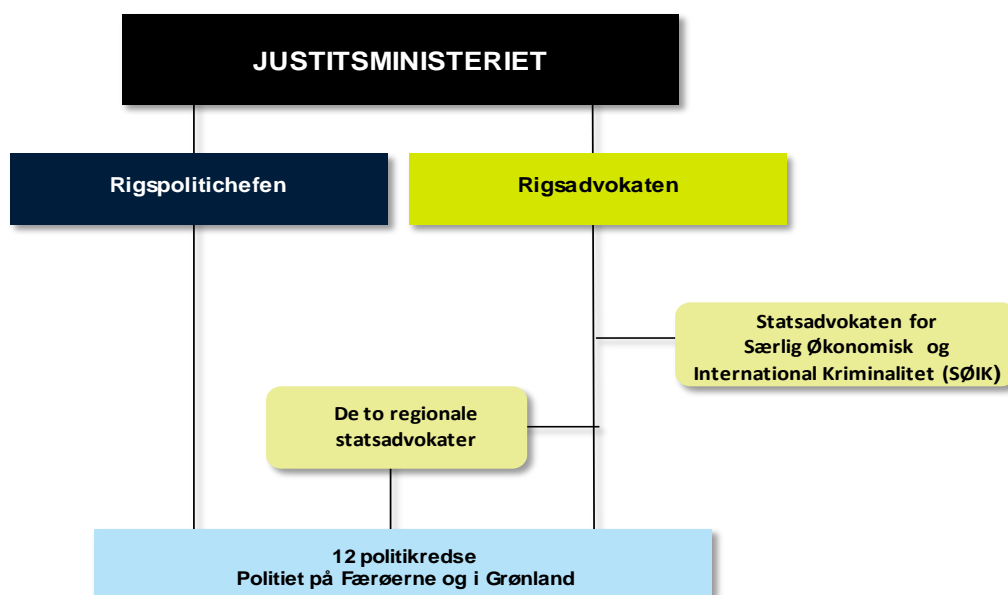 JUSTITSMINISTERIET
Rigspolitichefen
Rigsadvokaten
Statsadvokaten for
Særlig Økonomisk og
International Kriminalitet (SØIK)
De to regionale
statsadvokater
12 politikredse
Politiet på Færøerne og i Grønland